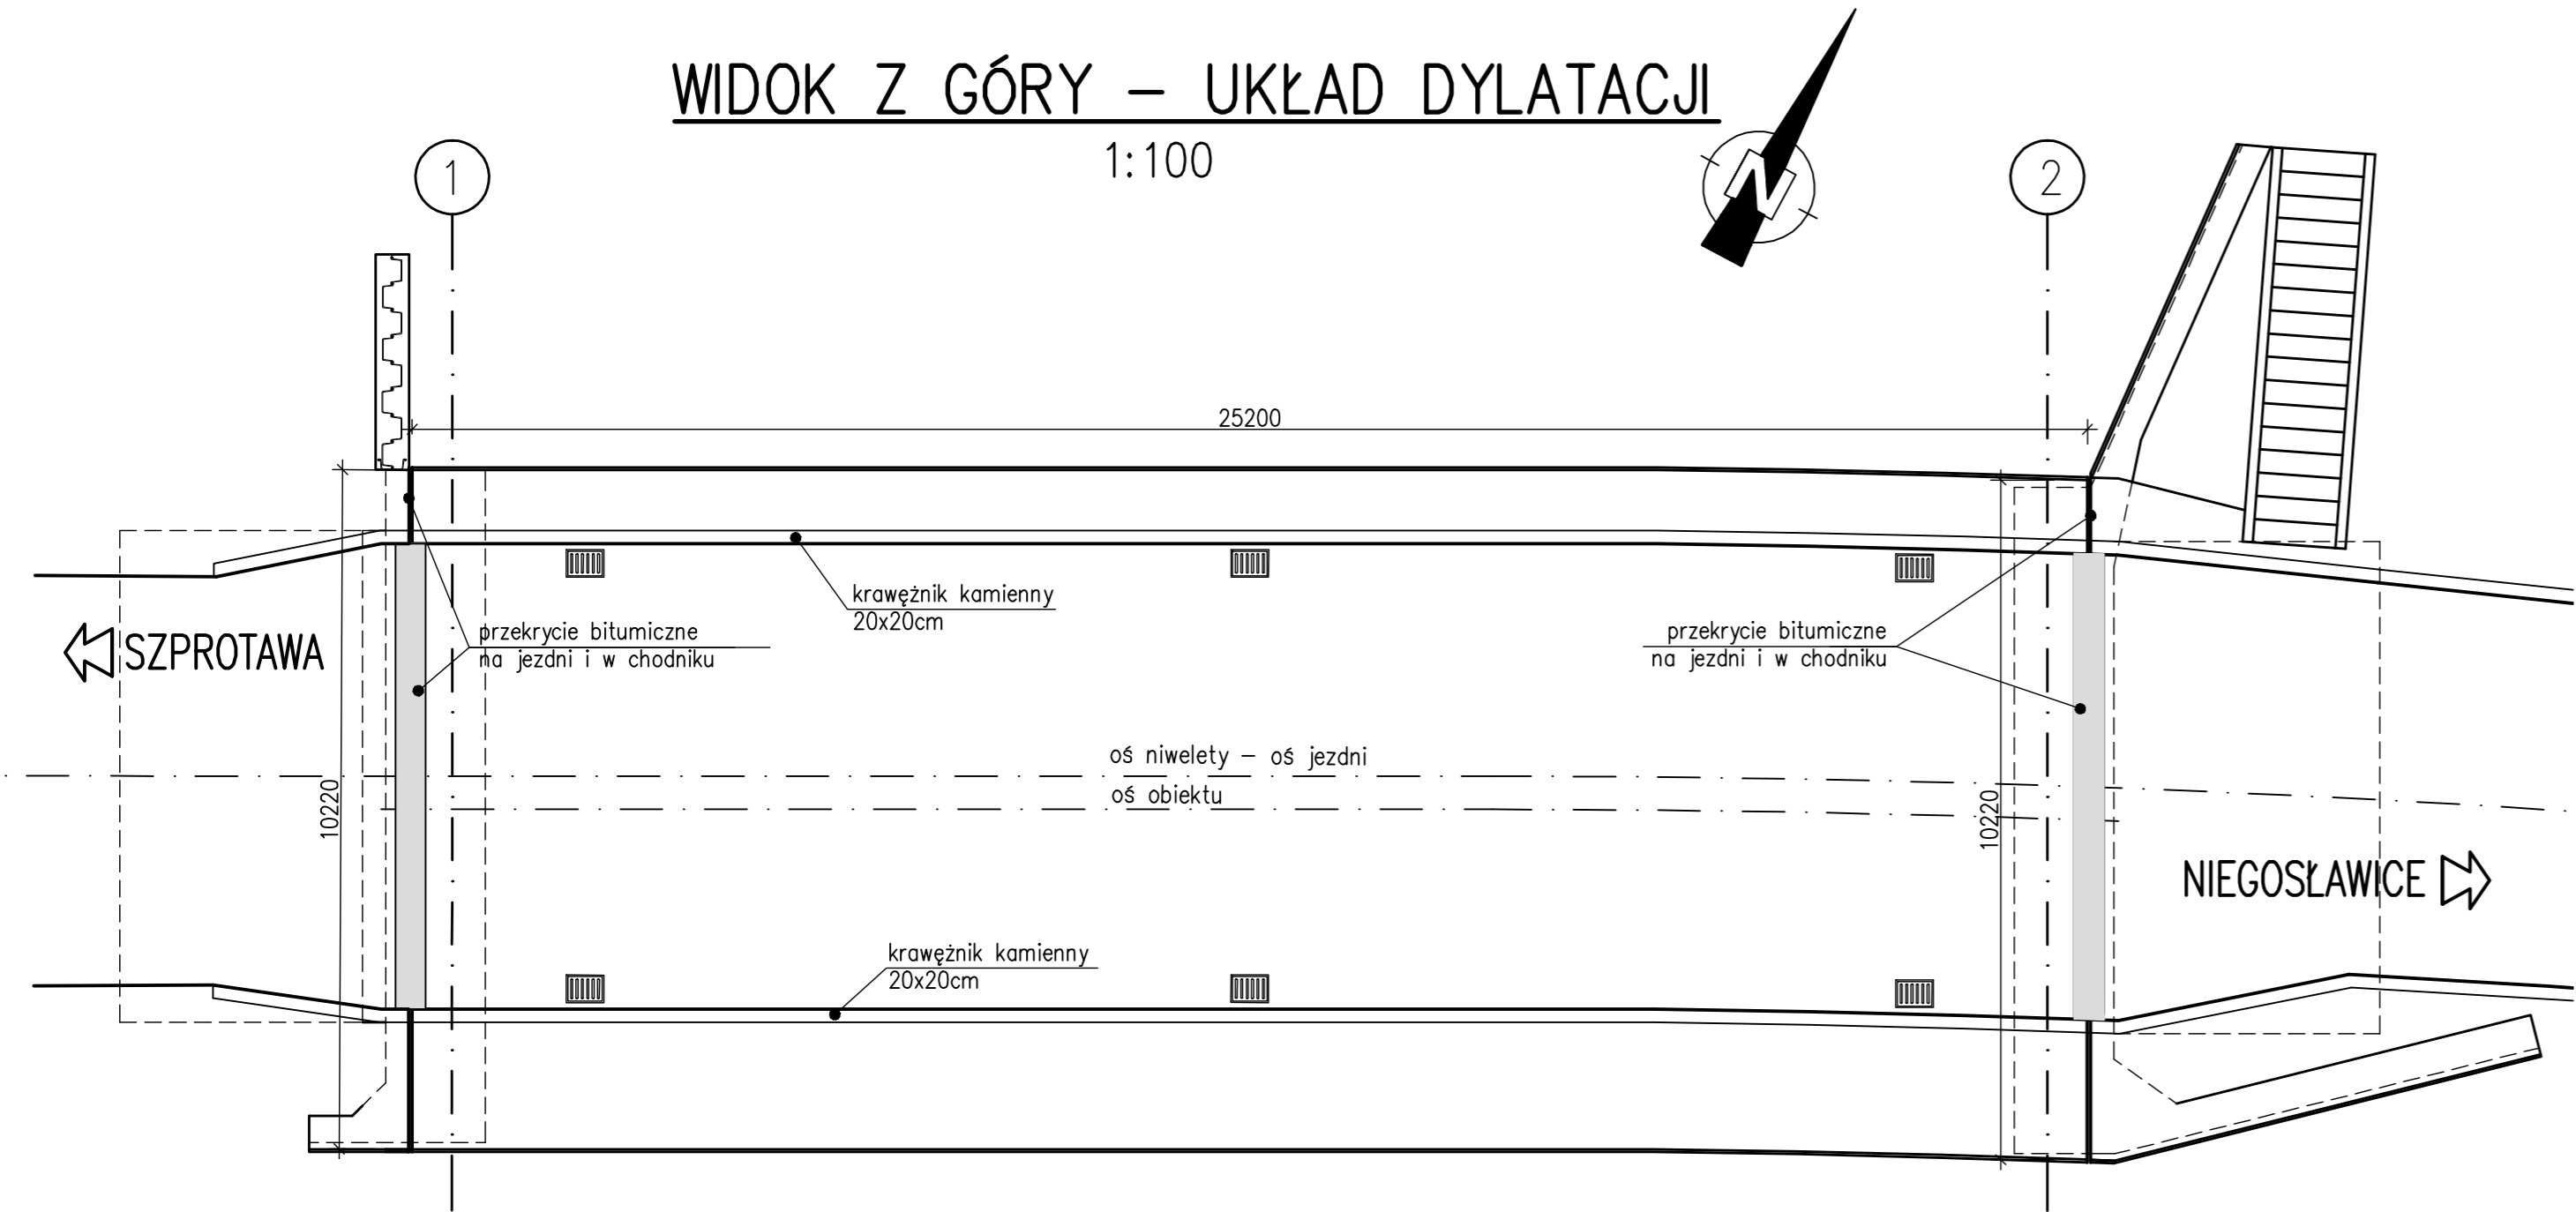 WIDOK Z GÓRY – UKŁAD DYLATACJI
1:100
1
N
2
25200
krawężnik kamienny
20x20cm
przekrycie bitumiczne
na jezdni i w chodniku
przekrycie bitumiczne
na jezdni i w chodniku
SZPROTAWA
oś niwelety – oś jezdni
oś obiektu
10220
10220
NIEGOSŁAWICE
krawężnik kamienny
20x20cm